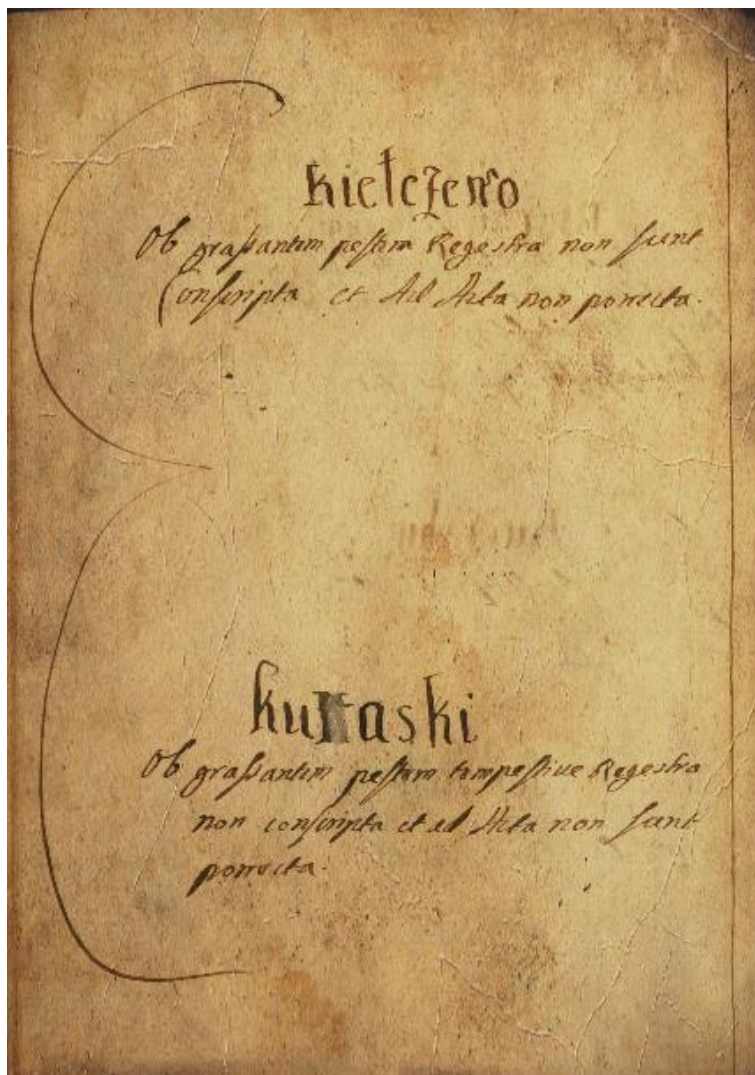 kiełczewo
Ob grassantem pestem Regestra non sunt
Conscripta et Ad Acta non porrecta.
Ob grassantem pestem tempestive Regestra
non conscripta et ad Acta non sunt
porrecta.